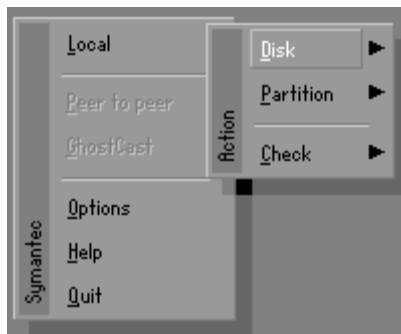 Symantec
Local
Peer to peer
GhostCast
Options
Help
Quit
Action
Disk
Partition
Check